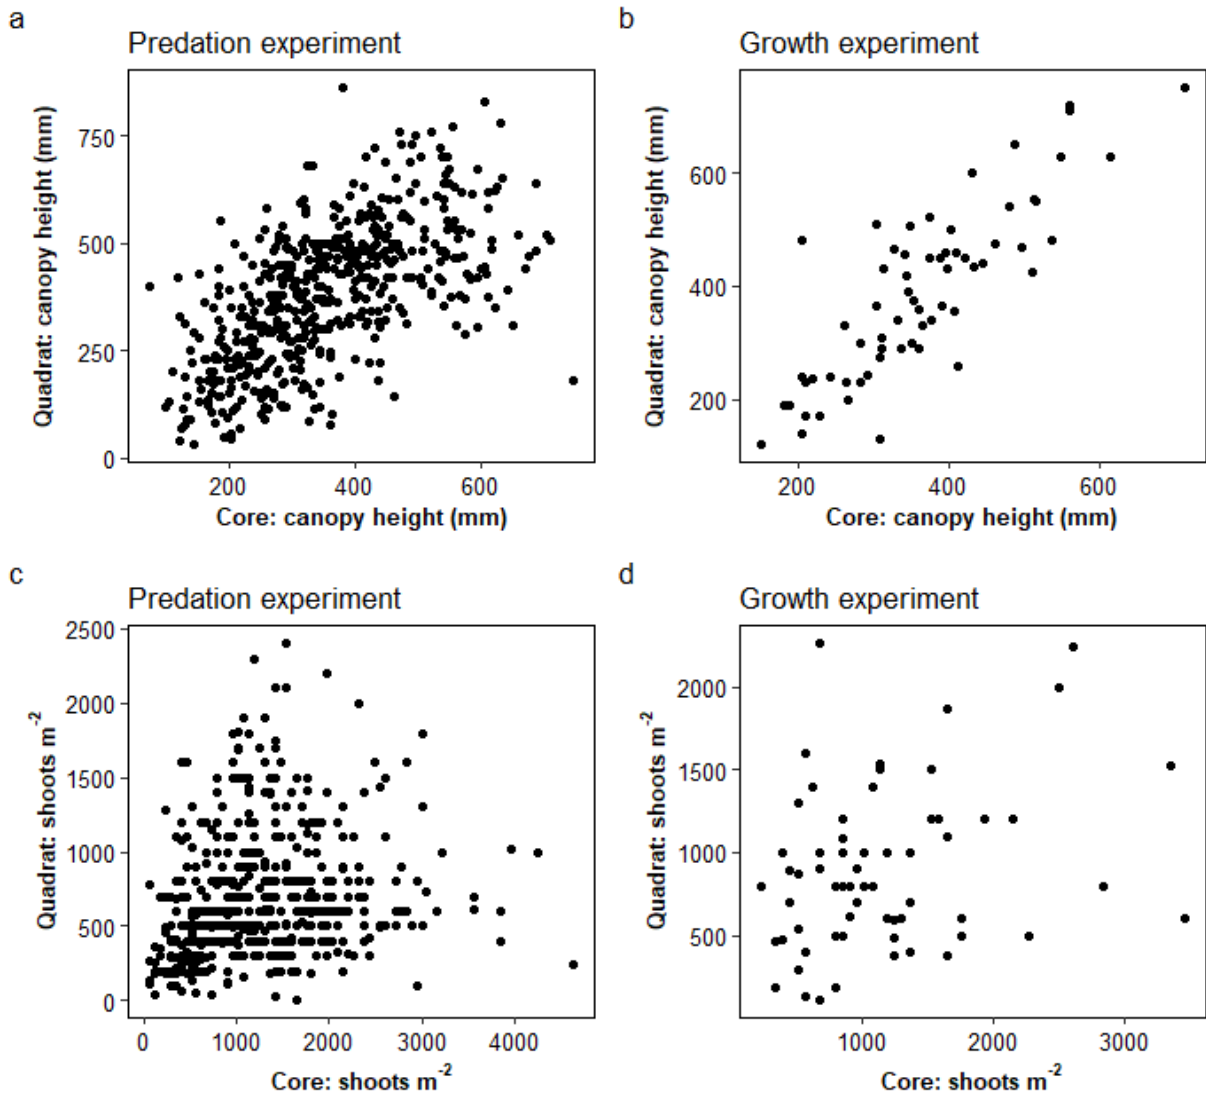 a
Predation experiment
Quadrat: canopy height (mm)
750
500
250
0
200 400 600
Core: canopy height (mm)
b
Growth experiment
Quadrat: canopy height (mm)
600
400
200
200 400 600
Core: canopy height (mm)
c
Predation experiment
Quadrat: shoots m⁻²
2500
2000
1500
1000
500
0
0 1000 2000 3000 4000
Core: shoots m⁻²
d
Growth experiment
Quadrat: shoots m⁻²
2000
1500
1000
500
1000 2000 3000
Core: shoots m⁻²